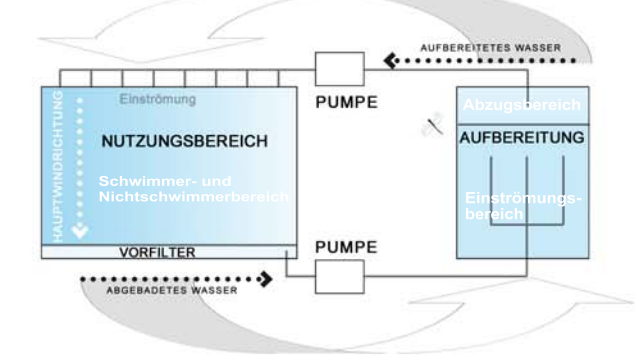 AUFBEREITETES WASSER
PUMPE
Einströmung
Abzugsbereich
HAUPTWINDRICHTUNG
NUTZUNGSBEREICH
AUFBEREITUNG
Schwimmer- und
Nichtschwimmerbereich
Einströmungs-
bereich
VORFILTER
PUMPE
ABGEBADETES WASSER